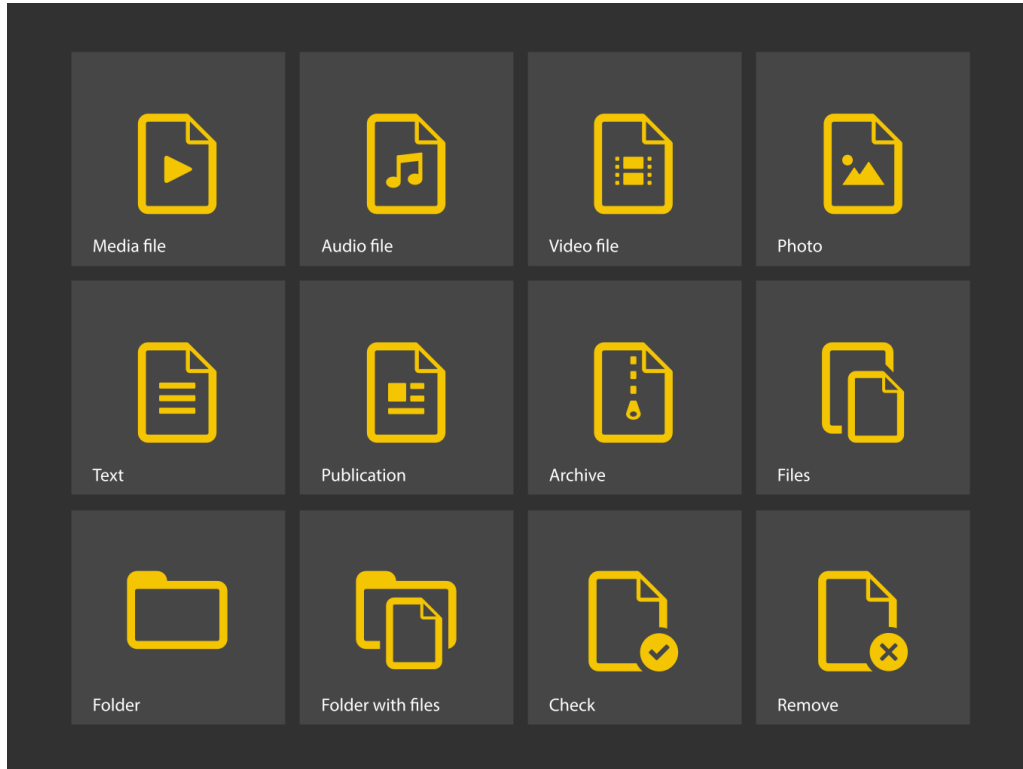 Media file
Audio file
Video file
Photo
Text
Publication
Archive
Files
Folder
Folder with files
Check
Remove